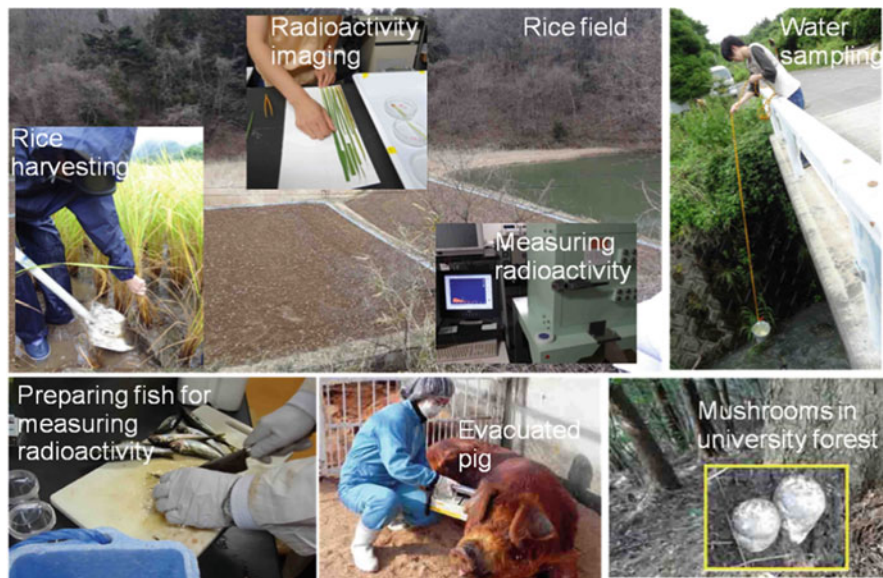 Radioactivity
imaging
Rice field
Water
sampling
Rice
harvesting
Measuring
radioactivity
Preparing fish for
measuring
radioactivity
Evacuated
pig
Mushrooms in
university forest